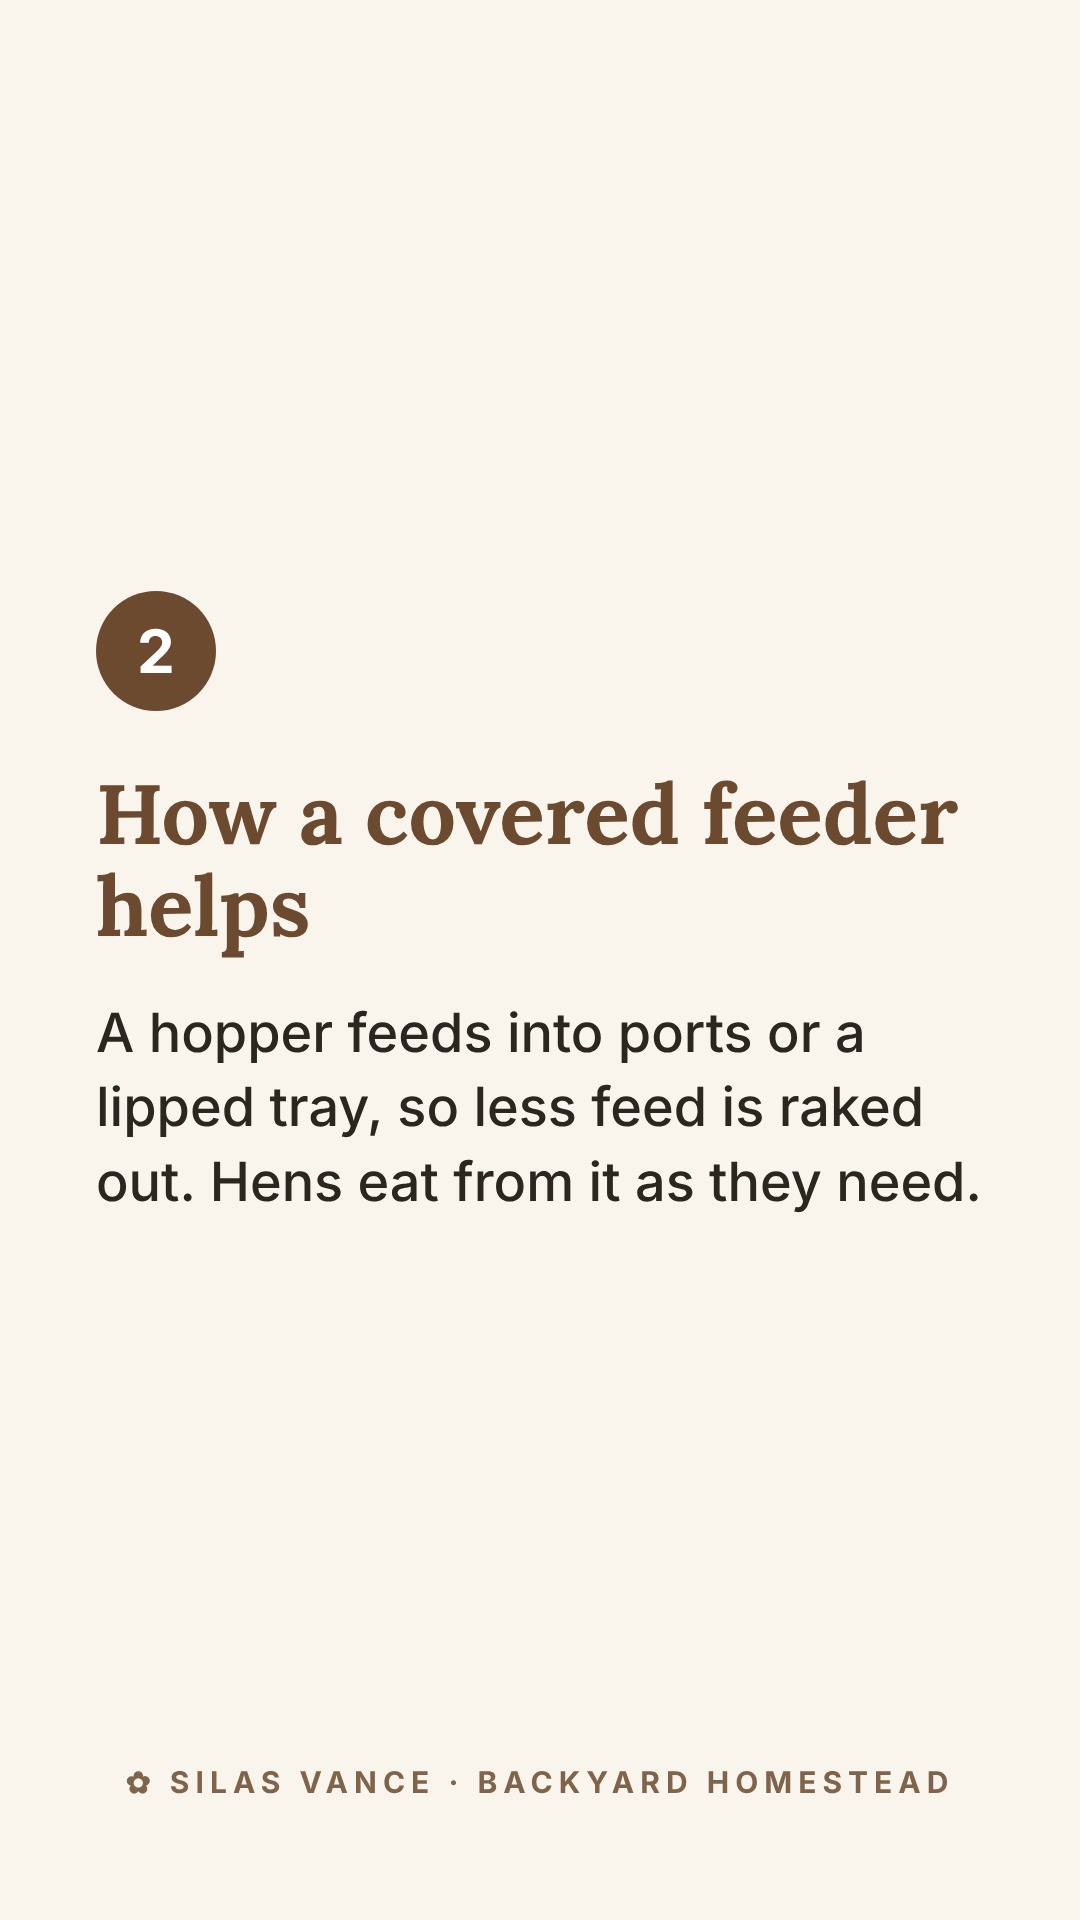 2
How a covered feeder
helps
A hopper feeds into ports or a
lipped tray, so less feed is raked
out. Hens eat from it as they need.
✿ SILAS VANCE · BACKYARD HOMESTEAD